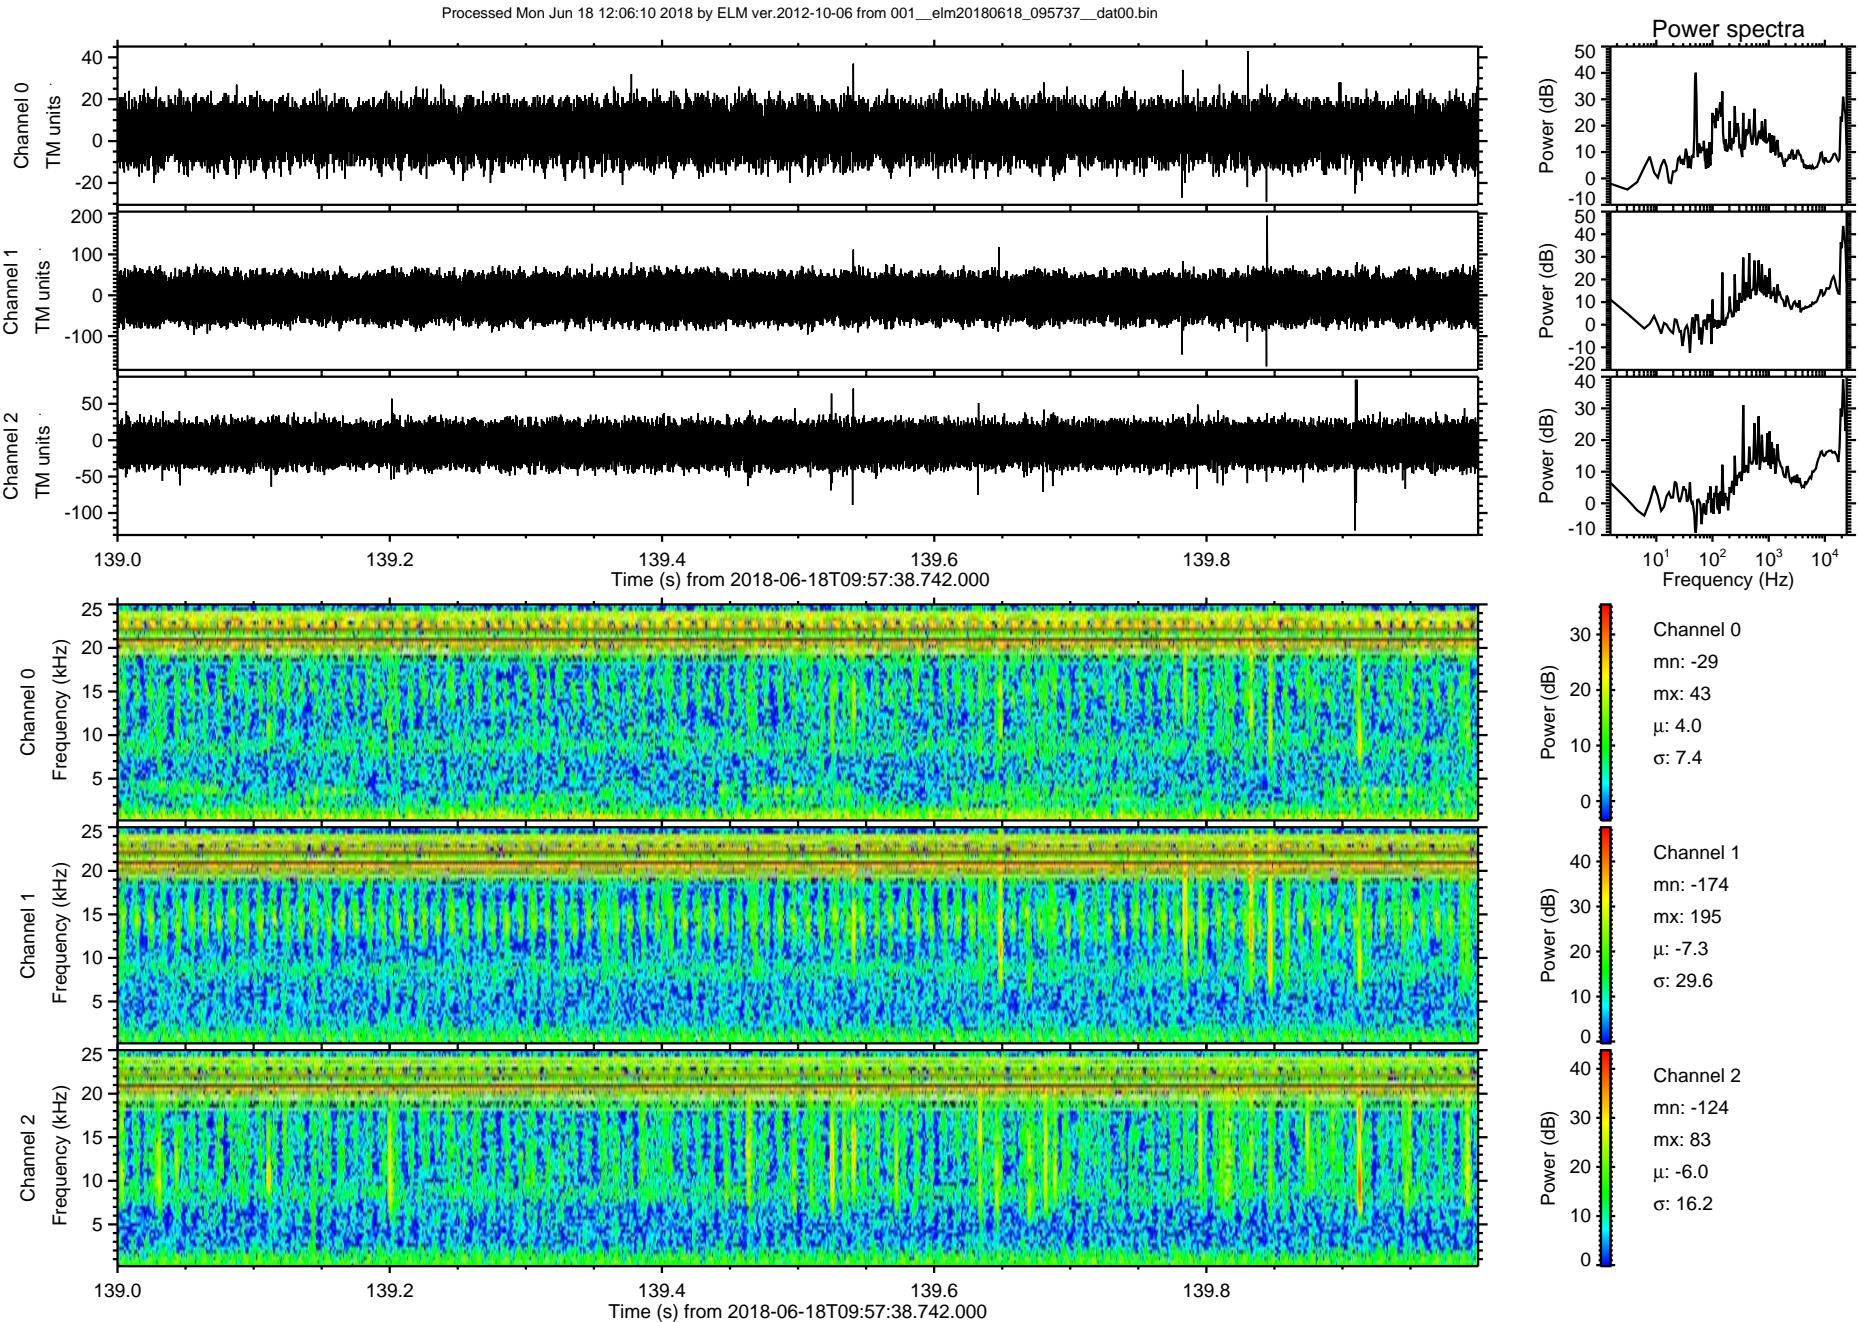 Processed Mon Jun 18 12:06:10 2018 by ELM ver.2012-10-06 from 001__elm20180618_095737__dat00.bin
Power spectra
Channel 0
TM units
40
20
0
-20
Power (dB)
50
40
30
20
10
0
-10
Channel 1
TM units
200
100
0
-100
Power (dB)
50
40
30
20
10
0
-10
-20
Channel 2
TM units
50
0
-50
-100
Power (dB)
40
30
20
10
0
-10
139.0 139.2 139.4 139.6 139.8
Time (s) from 2018-06-18T09:57:38.742.000
10¹ 10² 10³ 10⁴
Frequency (Hz)
Channel 0
Frequency (kHz)
25
20
15
10
5
Power (dB)
30
20
10
0
Channel 0
mn: -29
mx: 43
μ: 4.0
σ: 7.4
Channel 1
Frequency (kHz)
25
20
15
10
5
Power (dB)
40
30
20
10
0
Channel 1
mn: -174
mx: 195
μ: -7.3
σ: 29.6
Channel 2
Frequency (kHz)
25
20
15
10
5
Power (dB)
40
30
20
10
0
Channel 2
mn: -124
mx: 83
μ: -6.0
σ: 16.2
139.0 139.2 139.4 139.6 139.8
Time (s) from 2018-06-18T09:57:38.742.000